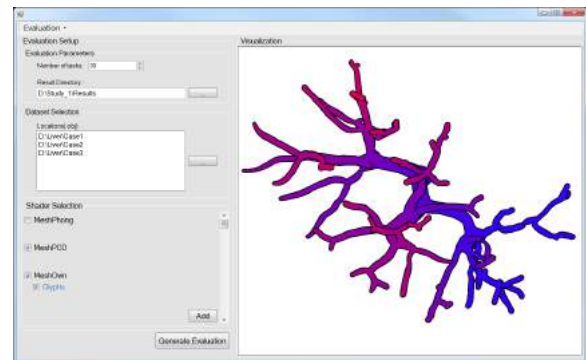 Evaluation
Evaluation Setup
Visualization
Evaluation Parameters
Number of tasks:
Result Directory:
D:\Study_1\Results
...
Dataset Selection
Locations(.obj)
D:\Liver\Case1
D:\Liver\Case2
D:\Liver\Case3
...
Shader Selection
MeshPhong
MeshPCD
MeshOwn
Glyphs
Add
Generate Evaluation